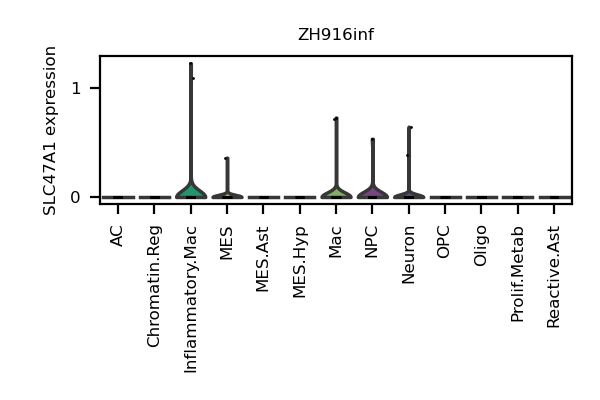 ZH916inf
SLC47A1 expression
1
0
AC
Chromatin.Reg
Inflammatory.Mac
MES
MES.Ast
MES.Hyp
Mac
NPC
Neuron
OPC
Oligo
Prolif.Metab
Reactive.Ast